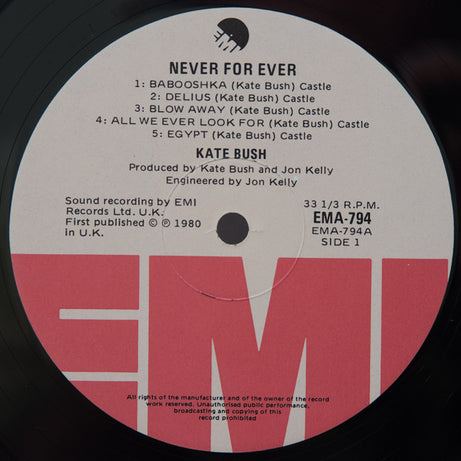 EMI
NEVER FOR EVER
1: BABOOSHKA (Kate Bush) Castle
2: DELIUS (Kate Bush) Castle
3: BLOW AWAY (Kate Bush) Castle
4: ALL WE EVER LOOK FOR (Kate Bush) Castle
5: EGYPT (Kate Bush) Castle
KATE BUSH
Produced by Kate Bush and Jon Kelly
Engineered by Jon Kelly
Sound recording by EMI
Records Ltd. U.K.
First published © ℗ 1980
in U.K.
33 1/3 R.P.M.
EMA-794
EMA-794A
SIDE 1
EMI
All rights of the manufacturer and of the owner of the record
work reserved. Unauthorised public performance,
broadcasting and copying of this
record prohibited